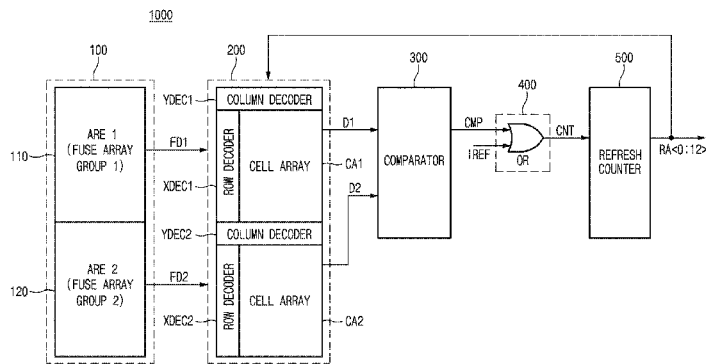 1000
100
200
300
400
500
ARE 1
(FUSE ARRAY
GROUP 1)
110
FD1
YDEC1
COLUMN DECODER
XDEC1
ROW DECODER
CELL ARRAY
CA1
D1
D2
COMPARATOR
CMP
IREF
OR
CNT
REFRESH
COUNTER
RA<0:12>
ARE 2
(FUSE ARRAY
GROUP 2)
120
FD2
YDEC2
COLUMN DECODER
XDEC2
ROW DECODER
CELL ARRAY
CA2